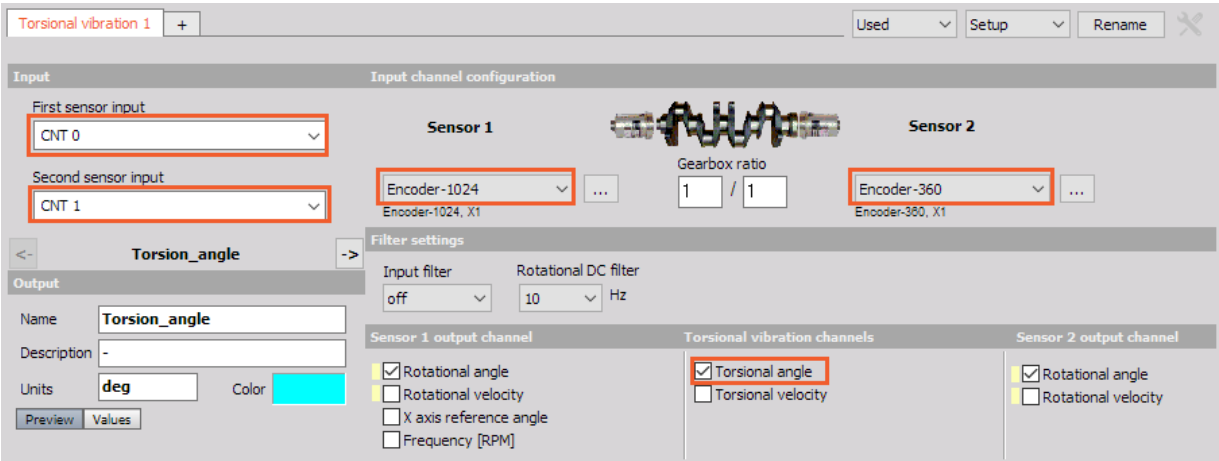 Torsional vibration 1
+
Used
Setup
Rename
Input
First sensor input
CNT 0
Second sensor input
CNT 1
<-
Torsion_angle
->
Output
Name
Torsion_angle
Description
-
Units
deg
Color
Preview
Values
Input channel configuration
Sensor 1
Sensor 2
Encoder-1024
...
Encoder-1024, X1
Gearbox ratio
1 / 1
Encoder-360
...
Encoder-360, X1
Filter settings
Input filter
off
Rotational DC filter
10
Hz
Sensor 1 output channel
Rotational angle
Rotational velocity
X axis reference angle
Frequency [RPM]
Torsional vibration channels
Torsional angle
Torsional velocity
Sensor 2 output channel
Rotational angle
Rotational velocity